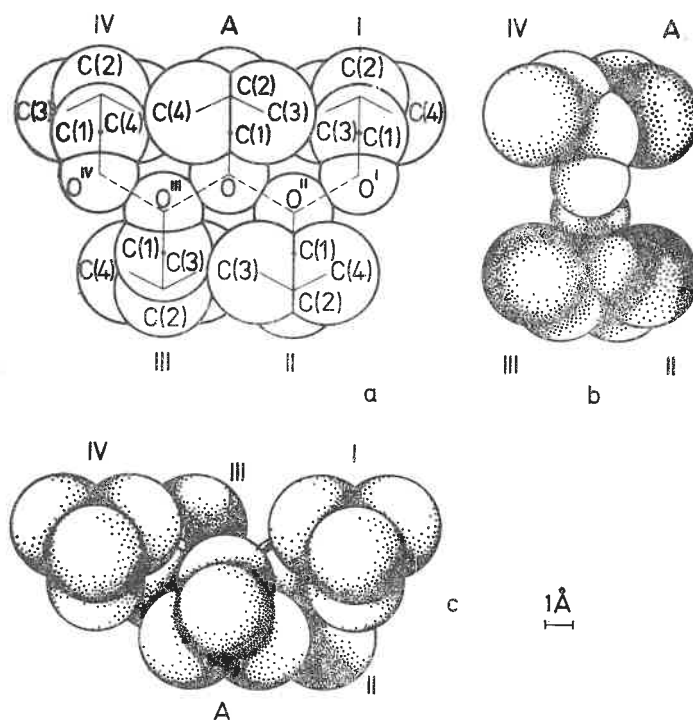 IV A I
C(2) C(2) C(2)
C(3) C(1) C(4) C(4) C(3) C(1) C(3) C(1) C(4)
O^IV O^III O O^II O^I
C(4) C(1) C(3) C(3) C(1) C(4)
C(2) C(2)
III II
a
IV A
III II
b
IV III I
A II
c
1Å